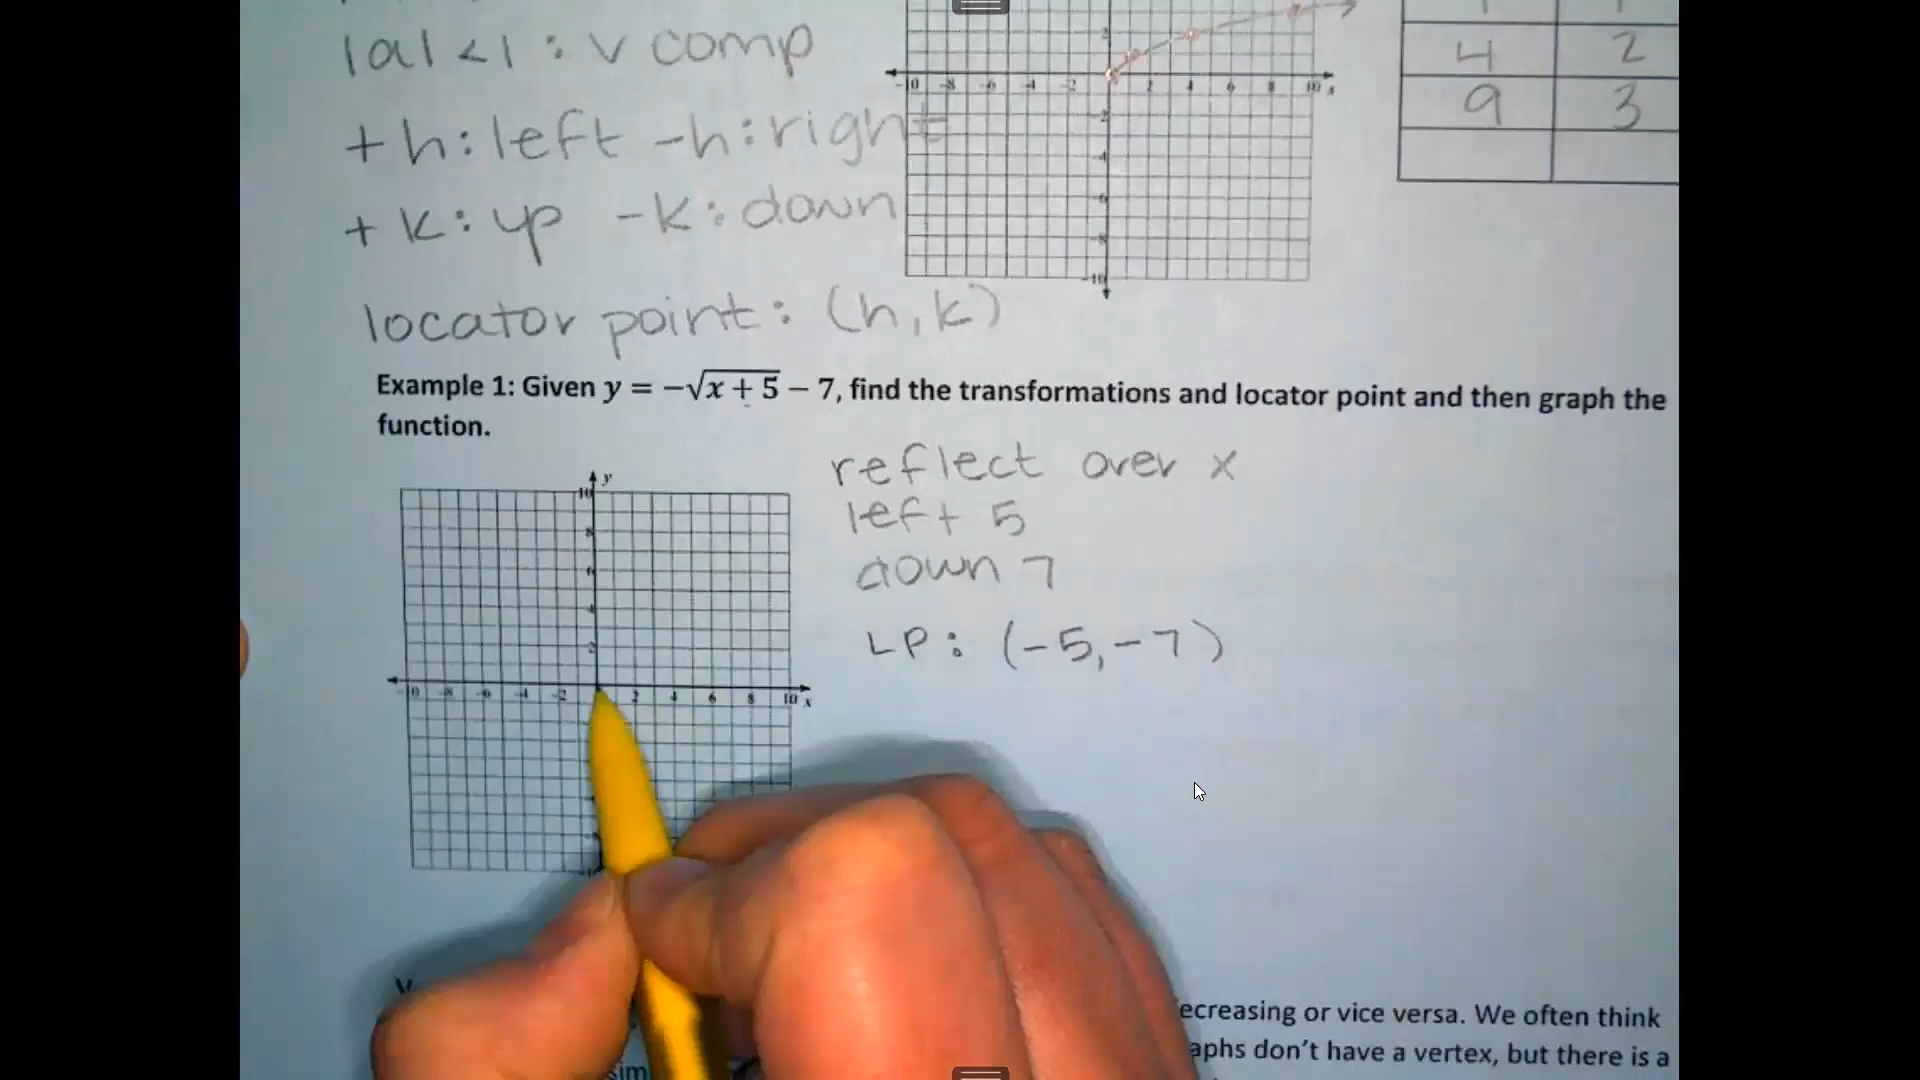 |a| < 1 : v comp
+h: left -h: right
+k: up -k: down
locator point: (h, k)
4 2
9 3
Example 1: Given y = −√x + 5 − 7, find the transformations and locator point and then graph the
function.
reflect over x
left 5
down 7
LP: (-5, -7)
ecreasing or vice versa. We often think
aphs don't have a vertex, but there is a
sim